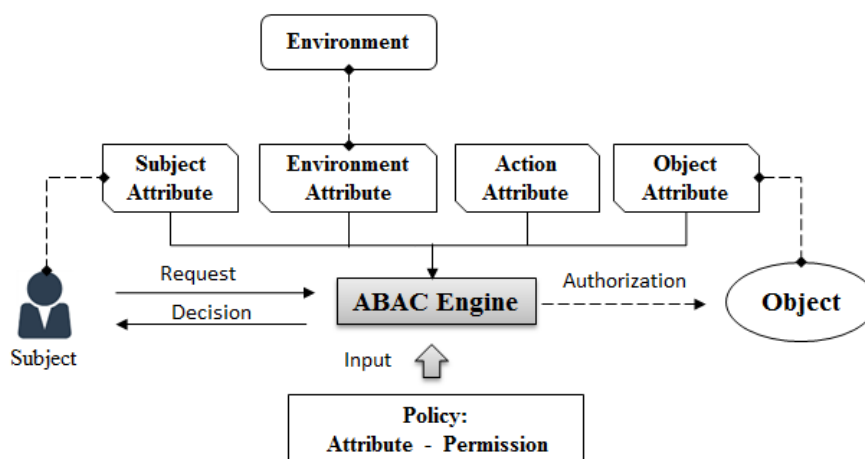 Environment
Subject
Attribute
Environment
Attribute
Action
Attribute
Object
Attribute
Request
Decision
Subject
ABAC Engine
Authorization
Object
Input
Policy:
Attribute - Permission